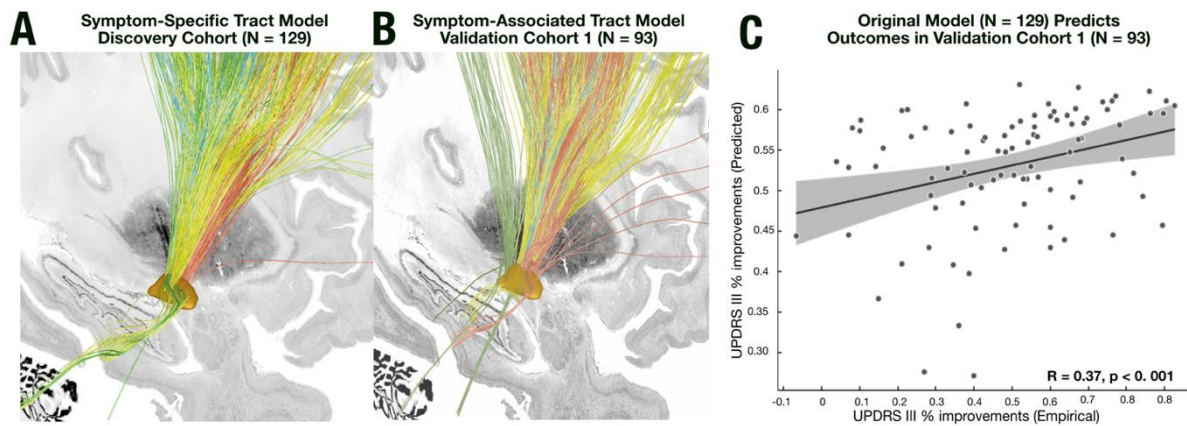 A
Symptom-Specific Tract Model
Discovery Cohort (N = 129)
B
Symptom-Associated Tract Model
Validation Cohort 1 (N = 93)
C
Original Model (N = 129) Predicts
Outcomes in Validation Cohort 1 (N = 93)
UPDRS III % improvements (Predicted)
0.6
0.55
0.5
0.45
0.4
0.35
0.30
R = 0.37, p < 0. 001
-0.1 0 0.1 0.2 0.3 0.4 0.5 0.6 0.7 0.8
UPDRS III % improvements (Empirical)